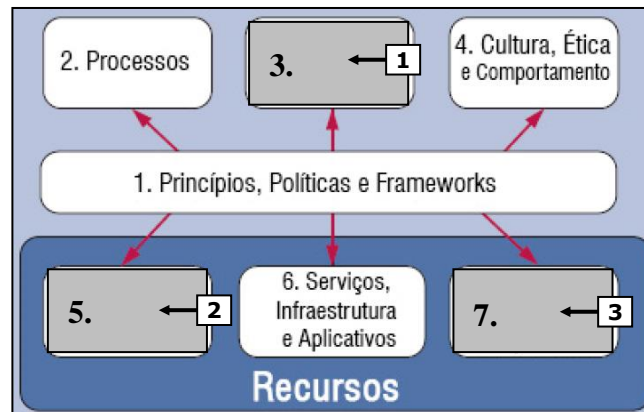 2. Processos
3.
1
4. Cultura, Ética
e Comportamento
1. Princípios, Políticas e Frameworks
5.
2
6. Serviços,
Infraestrutura
e Aplicativos
7.
3
Recursos